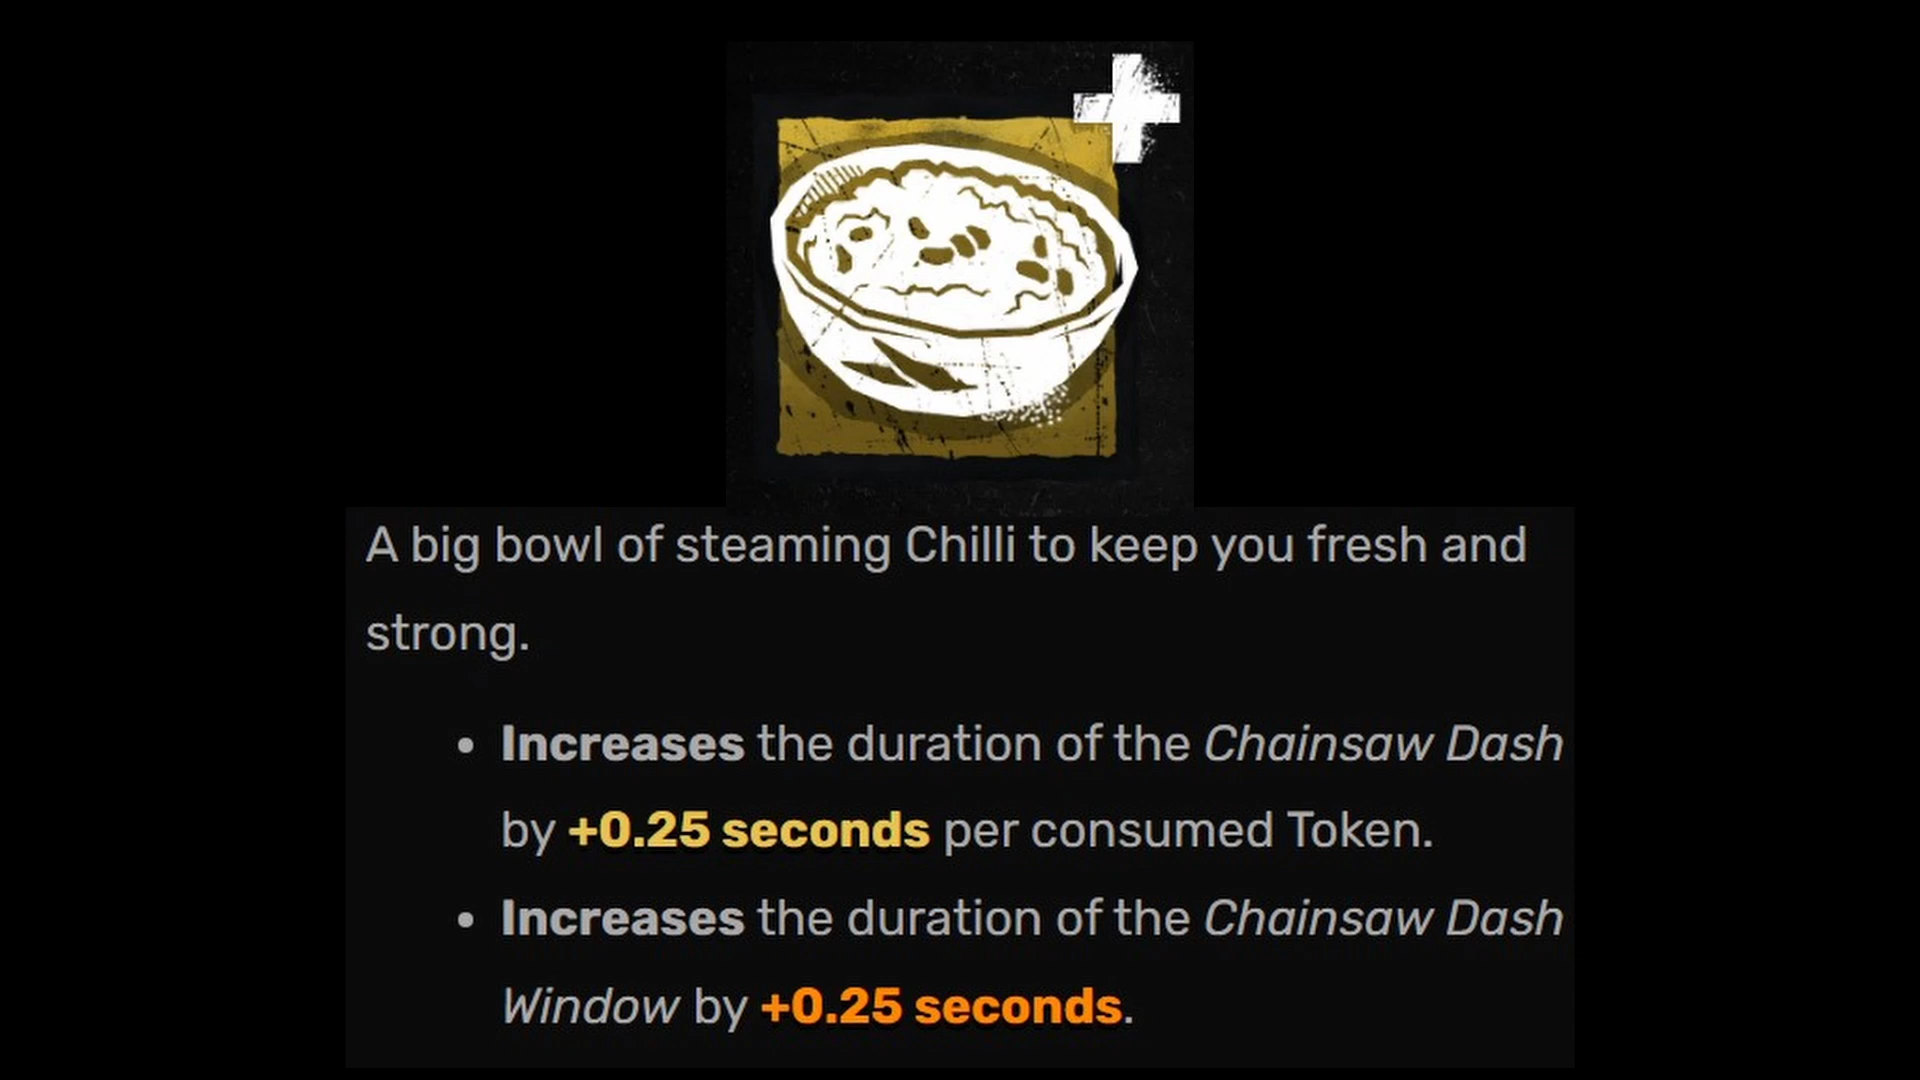 A big bowl of steaming Chilli to keep you fresh and
strong.
• Increases the duration of the Chainsaw Dash
by +0.25 seconds per consumed Token.
• Increases the duration of the Chainsaw Dash
Window by +0.25 seconds.